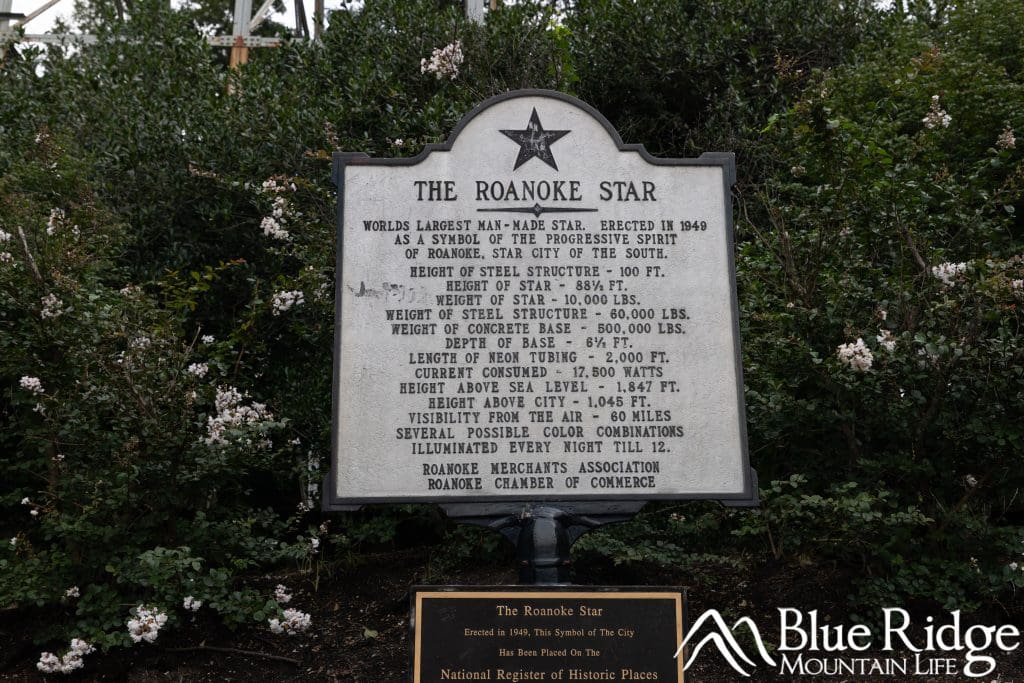 THE ROANOKE STAR
WORLDS LARGEST MAN-MADE STAR. ERECTED IN 1949
AS A SYMBOL OF THE PROGRESSIVE SPIRIT
OF ROANOKE, STAR CITY OF THE SOUTH.
HEIGHT OF STEEL STRUCTURE - 100 FT.
HEIGHT OF STAR - 88½ FT.
WEIGHT OF STAR - 10,000 LBS.
WEIGHT OF STEEL STRUCTURE - 60,000 LBS.
WEIGHT OF CONCRETE BASE - 500,000 LBS.
DEPTH OF BASE - 6½ FT.
LENGTH OF NEON TUBING - 2,000 FT.
CURRENT CONSUMED - 17,500 WATTS
HEIGHT ABOVE SEA LEVEL - 1,847 FT.
HEIGHT ABOVE CITY - 1,045 FT.
VISIBILITY FROM THE AIR - 60 MILES
SEVERAL POSSIBLE COLOR COMBINATIONS
ILLUMINATED EVERY NIGHT TILL 12.
ROANOKE MERCHANTS ASSOCIATION
ROANOKE CHAMBER OF COMMERCE
The Roanoke Star
Erected in 1949, This Symbol of The City
Has Been Placed On The
National Register of Historic Places
Blue Ridge
MOUNTAIN LIFE